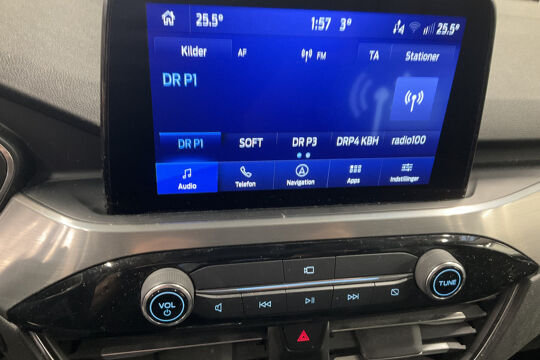 25.5° 1:57 3° 25.5°
Kilder AF FM TA Stationer
DR P1
DR P1 SOFT DR P3 DRP4 KBH radio100
Audio Telefon Navigation Apps Indstillinger
VOL TUNE